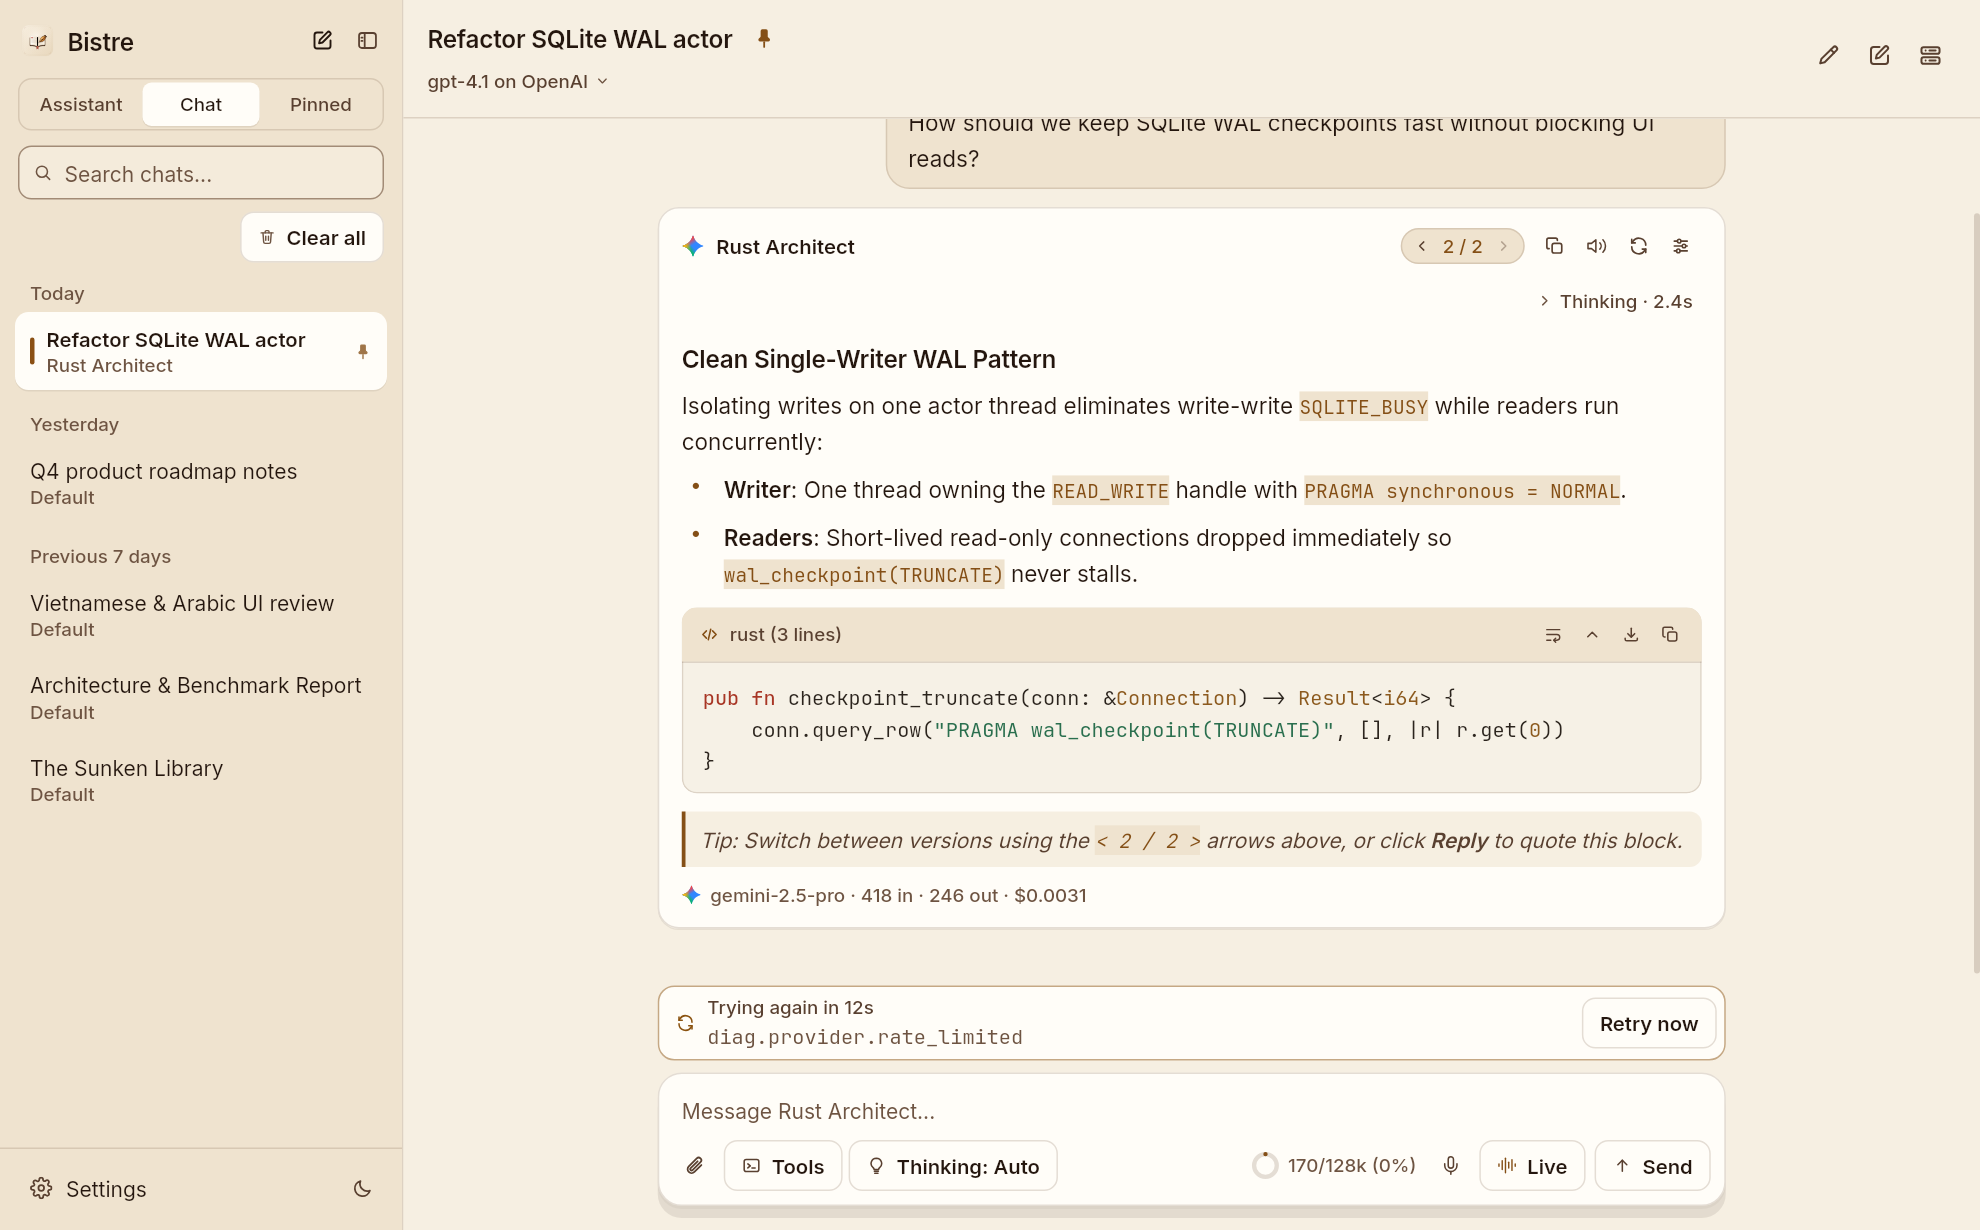 Bistre
Assistant
Chat
Pinned
Search chats...
Clear all
Today
Refactor SQLite WAL actor
Rust Architect
Yesterday
Q4 product roadmap notes
Default
Previous 7 days
Vietnamese & Arabic UI review
Default
Architecture & Benchmark Report
Default
The Sunken Library
Default
Settings
Refactor SQLite WAL actor
gpt-4.1 on OpenAI
How should we keep SQLite WAL checkpoints fast without blocking UI
reads?
Rust Architect
2 / 2
Thinking · 2.4s
Clean Single-Writer WAL Pattern
Isolating writes on one actor thread eliminates write-write SQLITE_BUSY while readers run
concurrently:
• Writer: One thread owning the READ_WRITE handle with PRAGMA synchronous = NORMAL.
• Readers: Short-lived read-only connections dropped immediately so
wal_checkpoint(TRUNCATE) never stalls.
rust (3 lines)
pub fn checkpoint_truncate(conn: &Connection) -> Result<i64> {
    conn.query_row("PRAGMA wal_checkpoint(TRUNCATE)", [], |r| r.get(0))
}
Tip: Switch between versions using the < 2 / 2 > arrows above, or click Reply to quote this block.
gemini-2.5-pro · 418 in · 246 out · $0.0031
Trying again in 12s
diag.provider.rate_limited
Retry now
Message Rust Architect...
Tools
Thinking: Auto
170/128k (0%)
Live
Send